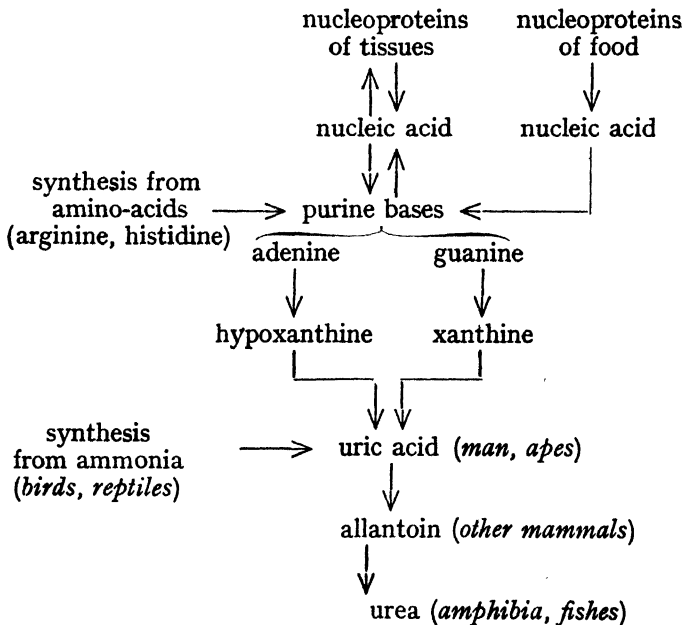 nucleoproteins
of tissues
nucleoproteins
of food
nucleic acid
nucleic acid
synthesis from
amino-acids
(arginine, histidine)
purine bases
adenine
guanine
hypoxanthine
xanthine
synthesis
from ammonia
(birds, reptiles)
uric acid (man, apes)
allantoin (other mammals)
urea (amphibia, fishes)